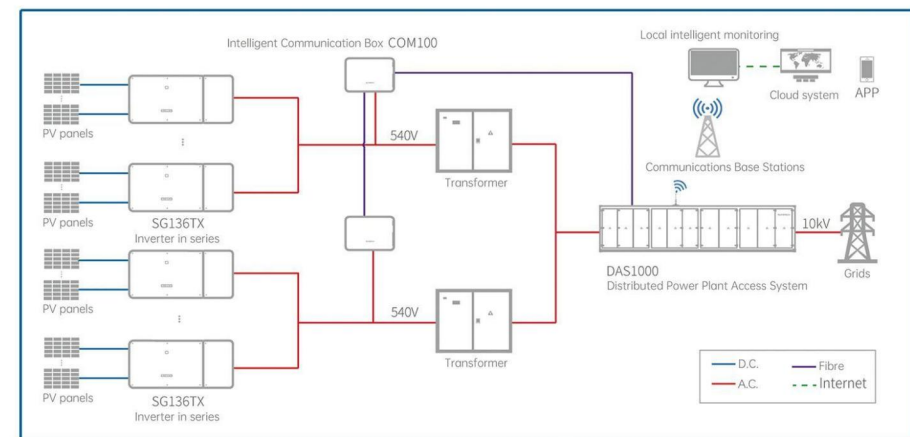 Intelligent Communication Box COM100
Local intelligent monitoring
Cloud system
APP
PV panels
540V
Transformer
Communications Base Stations
PV panels
SG136TX
Inverter in series
10kV
DAS1000
Distributed Power Plant Access System
Grids
PV panels
540V
Transformer
PV panels
SG136TX
Inverter in series
D.C.
Fibre
A.C.
Internet